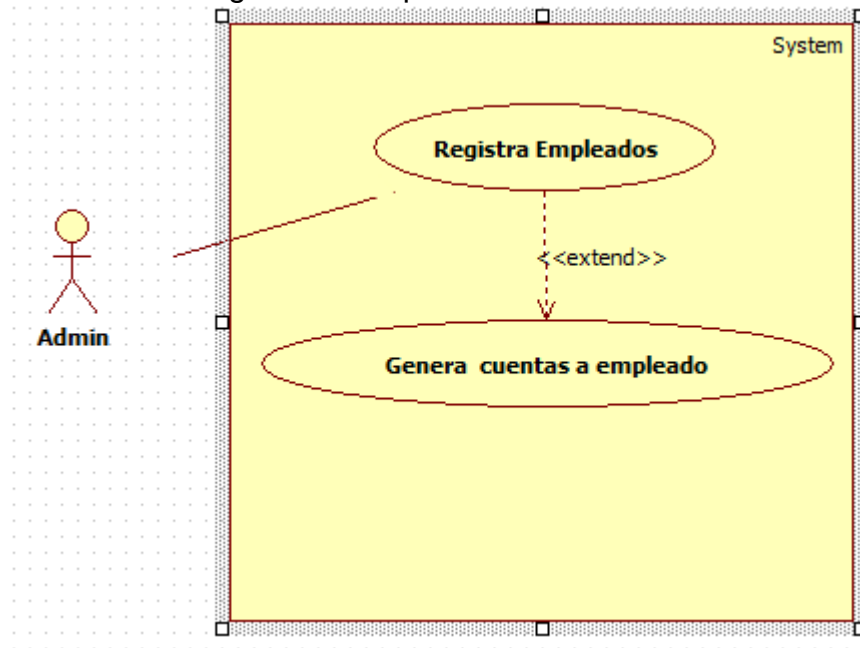 System
Registra Empleados
<<extend>>
Admin
Genera cuentas a empleado